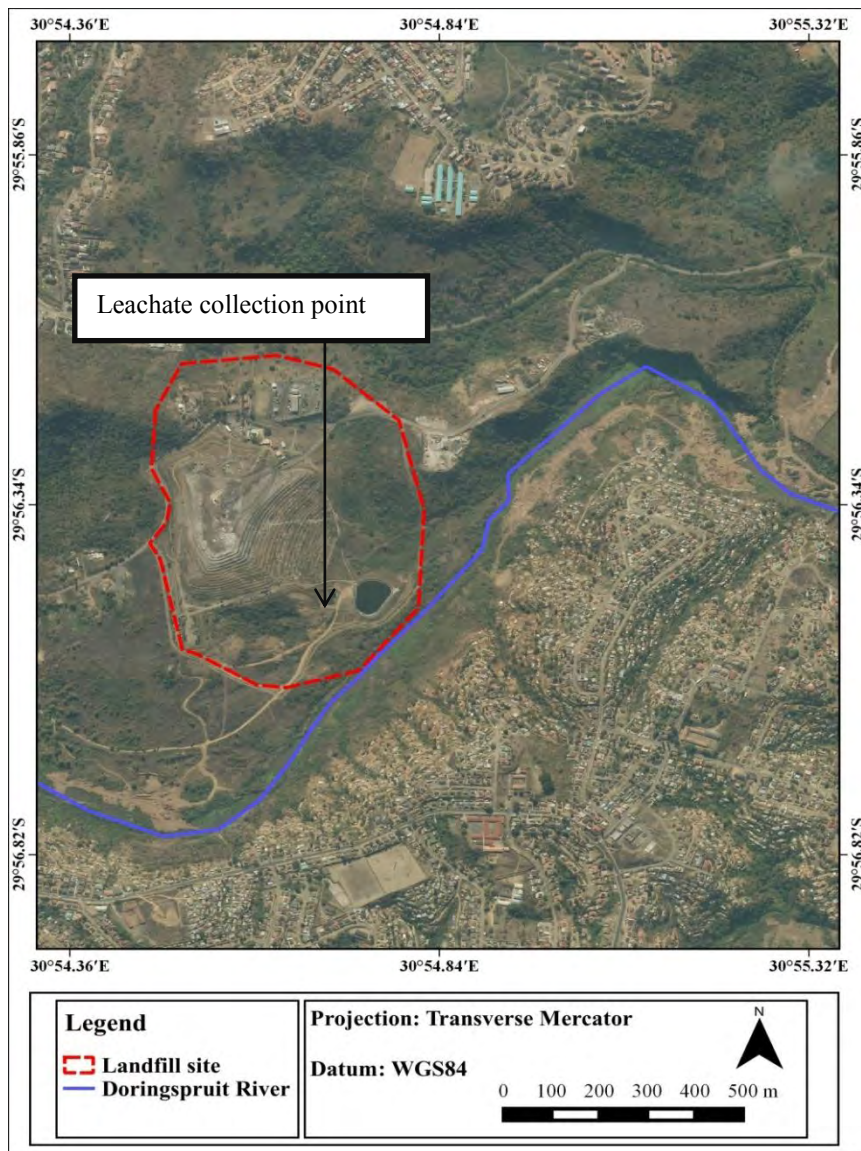 30°54.36′E 30°54.84′E 30°55.32′E
29°55.86′S 29°55.86′S
Leachate collection point
29°56.34′S 29°56.34′S
29°56.82′S 29°56.82′S
30°54.36′E 30°54.84′E 30°55.32′E
Legend
Landfill site
Doringspruit River
Projection: Transverse Mercator
Datum: WGS84
N
0 100 200 300 400 500 m